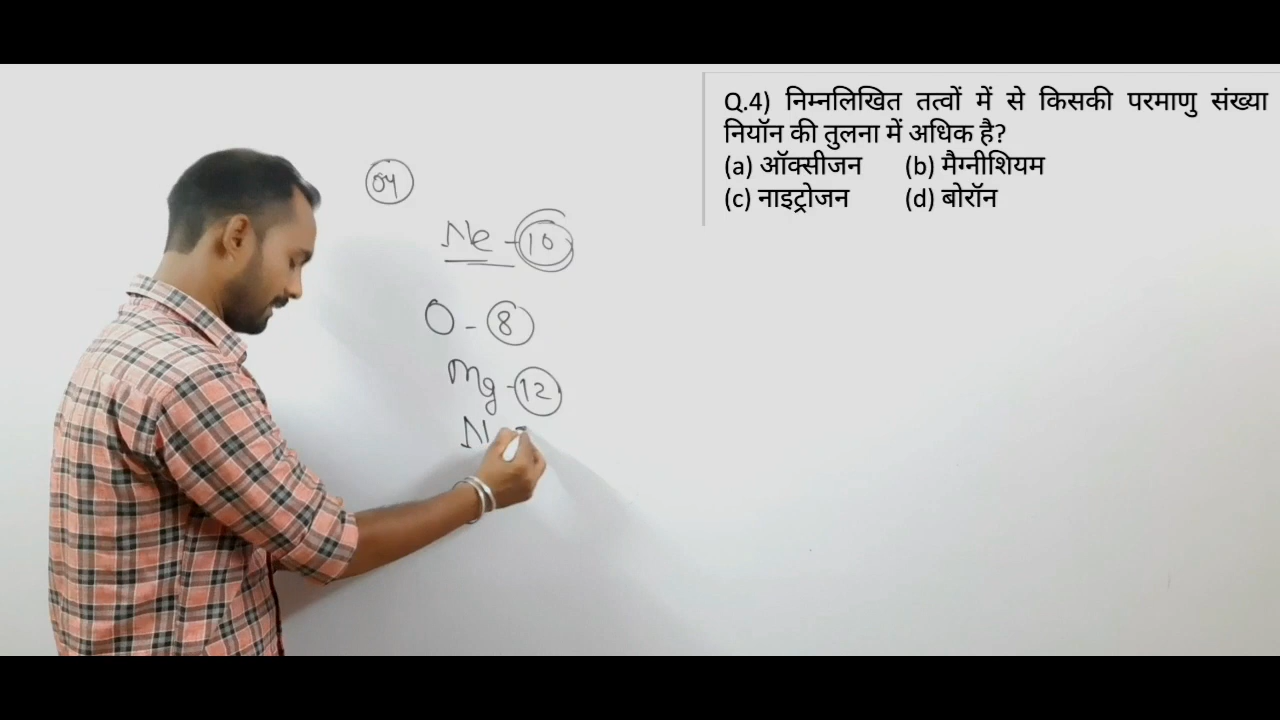 Q.4) निम्नलिखित तत्वों में से किसकी परमाणु संख्या
नियॉन की तुलना में अधिक है?
(a) ऑक्सीजन (b) मैग्नीशियम
(c) नाइट्रोजन (d) बोरॉन
04
Ne - 10
O - 8
Mg - 12
N